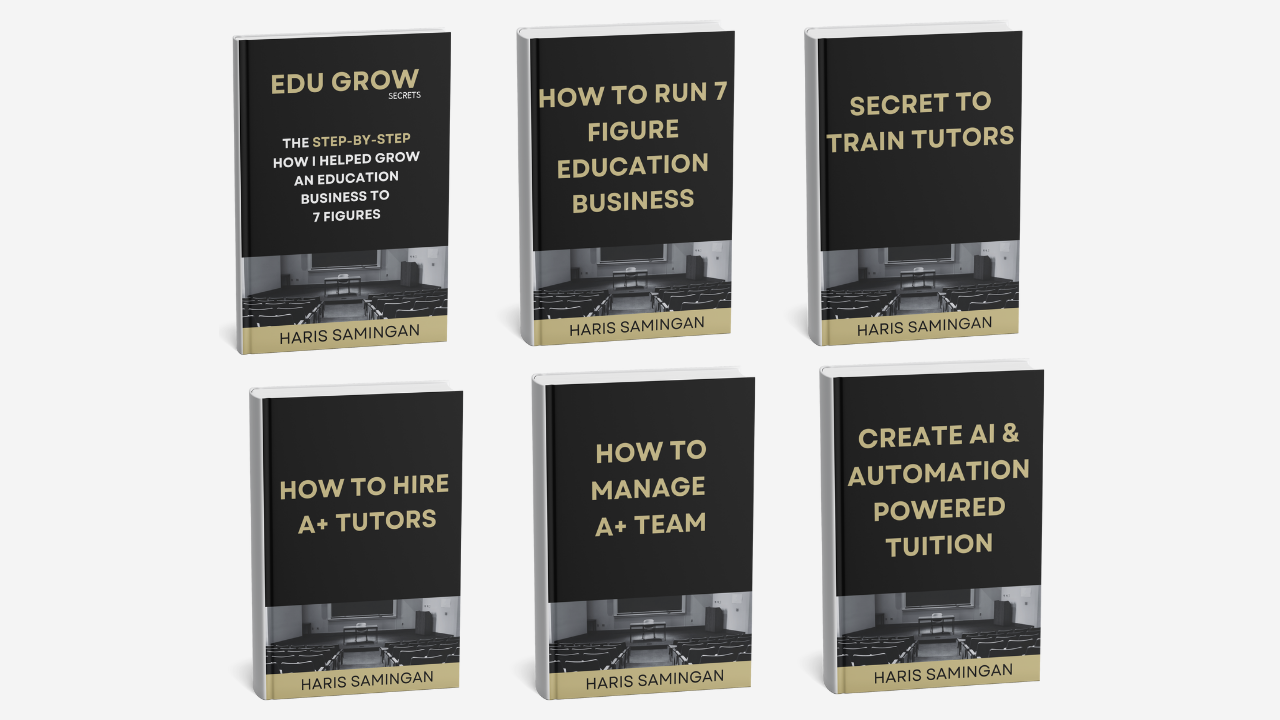 EDU GROW
SECRETS
THE STEP-BY-STEP
HOW I HELPED GROW
AN EDUCATION
BUSINESS TO
7 FIGURES
HARIS SAMINGAN
HOW TO RUN 7
FIGURE
EDUCATION
BUSINESS
HARIS SAMINGAN
SECRET TO
TRAIN TUTORS
HARIS SAMINGAN
HOW TO HIRE
A+ TUTORS
HARIS SAMINGAN
HOW TO
MANAGE
A+ TEAM
HARIS SAMINGAN
CREATE AI &
AUTOMATION
POWERED
TUITION
HARIS SAMINGAN